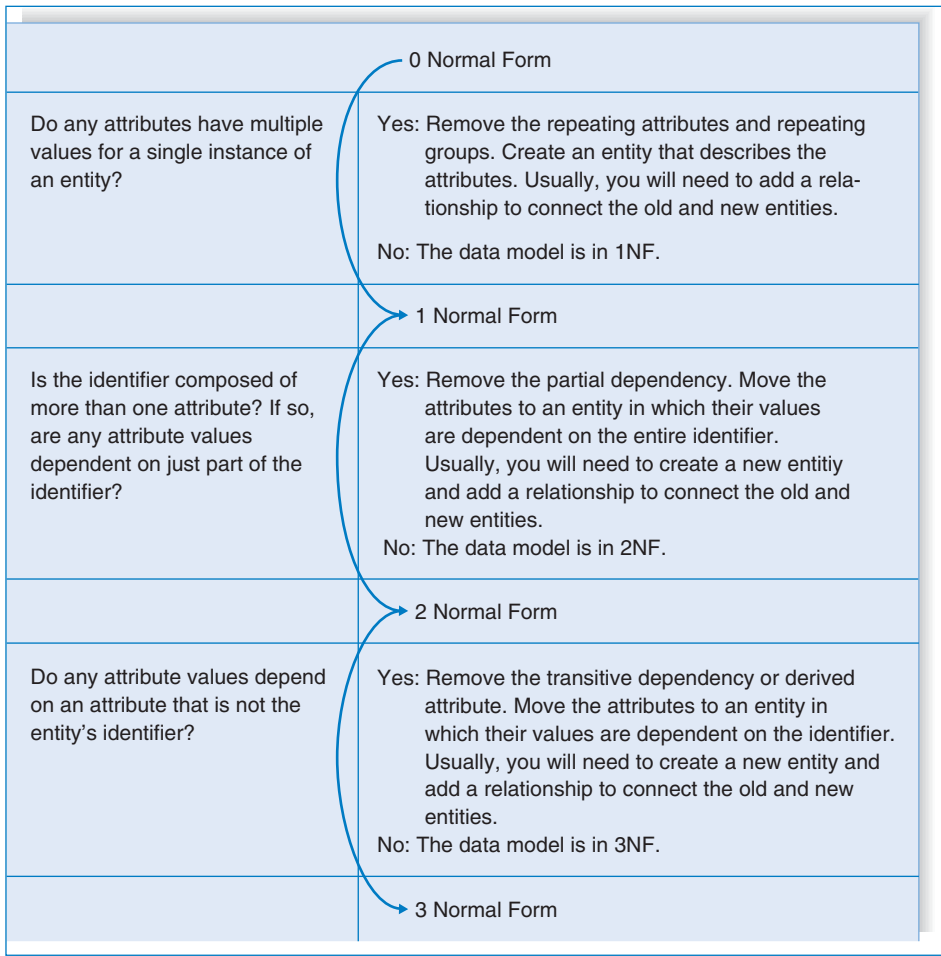 0 Normal Form
Do any attributes have multiple
values for a single instance of
an entity?
Yes: Remove the repeating attributes and repeating
groups. Create an entity that describes the
attributes. Usually, you will need to add a rela-
tionship to connect the old and new entities.
No: The data model is in 1NF.
1 Normal Form
Is the identifier composed of
more than one attribute? If so,
are any attribute values
dependent on just part of the
identifier?
Yes: Remove the partial dependency. Move the
attributes to an entity in which their values
are dependent on the entire identifier.
Usually, you will need to create a new entitiy
and add a relationship to connect the old and
new entities.
No: The data model is in 2NF.
2 Normal Form
Do any attribute values depend
on an attribute that is not the
entity's identifier?
Yes: Remove the transitive dependency or derived
attribute. Move the attributes to an entity in
which their values are dependent on the identifier.
Usually, you will need to create a new entity and
add a relationship to connect the old and new
entities.
No: The data model is in 3NF.
3 Normal Form